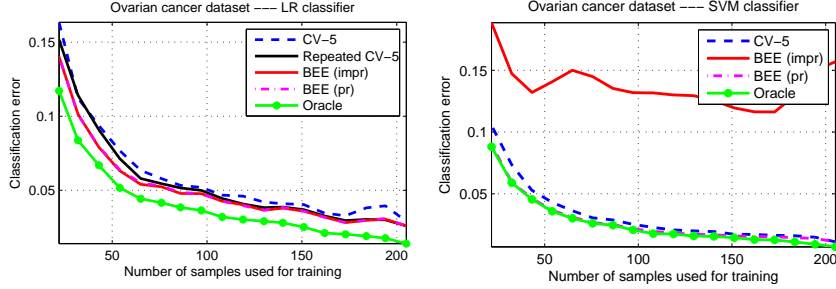 Ovarian cancer dataset −−− LR classifier
0.15
0.1
0.05
Classification error
CV−5
Repeated CV−5
BEE (impr)
BEE (pr)
Oracle
50
100
150
200
Number of samples used for training
Ovarian cancer dataset −−− SVM classifier
0.15
0.1
0.05
Classification error
CV−5
BEE (impr)
BEE (pr)
Oracle
50
100
150
200
Number of samples used for training